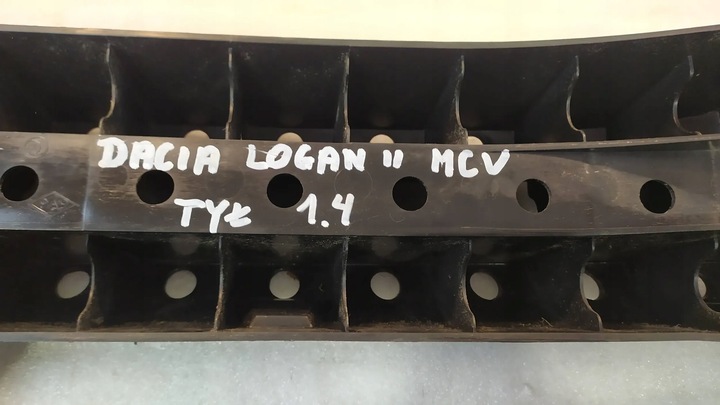 DACIA LOGAN II MCV
TYŁ 1.4